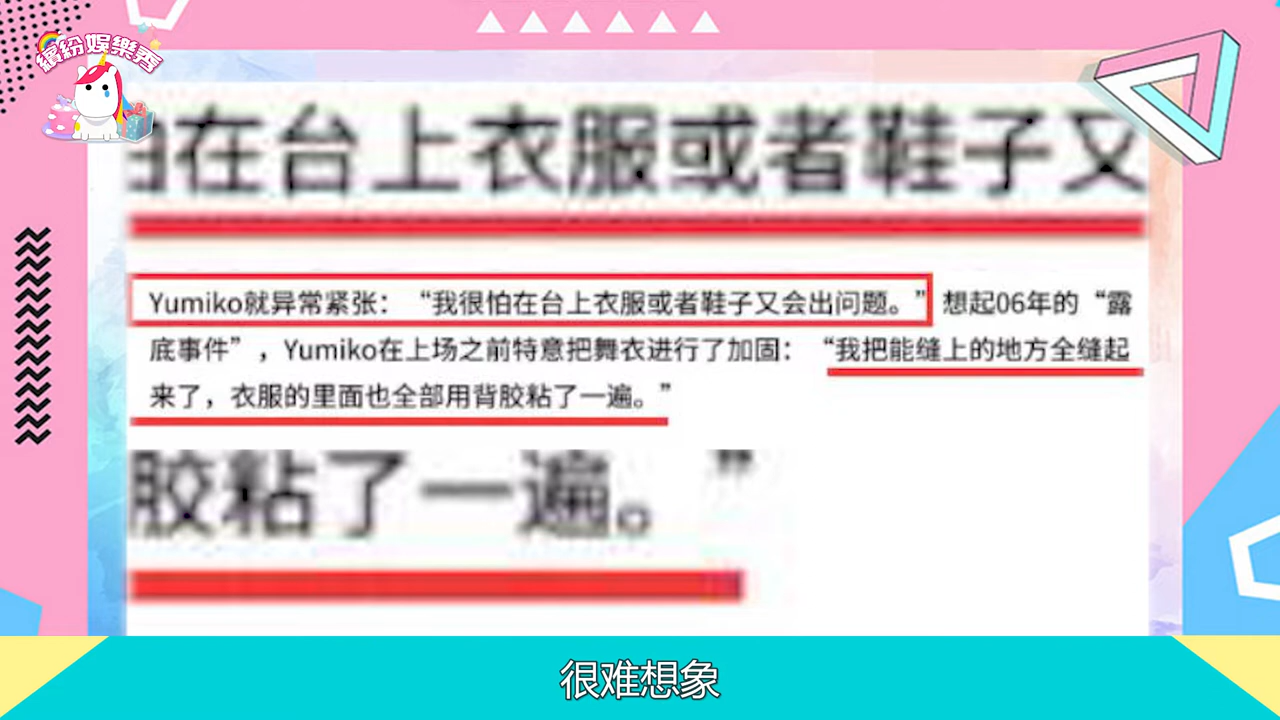 繽紛娛樂秀
在台上衣服或者鞋子又
Yumiko就异常紧张：“我很怕在台上衣服或者鞋子又会出问题。”想起06年的“露
底事件”，Yumiko在上场之前特意把舞衣进行了加固：“我把能缝上的地方全缝起
来了，衣服的里面也全部用背胶粘了一遍。”
胶粘了一遍。”
很难想象